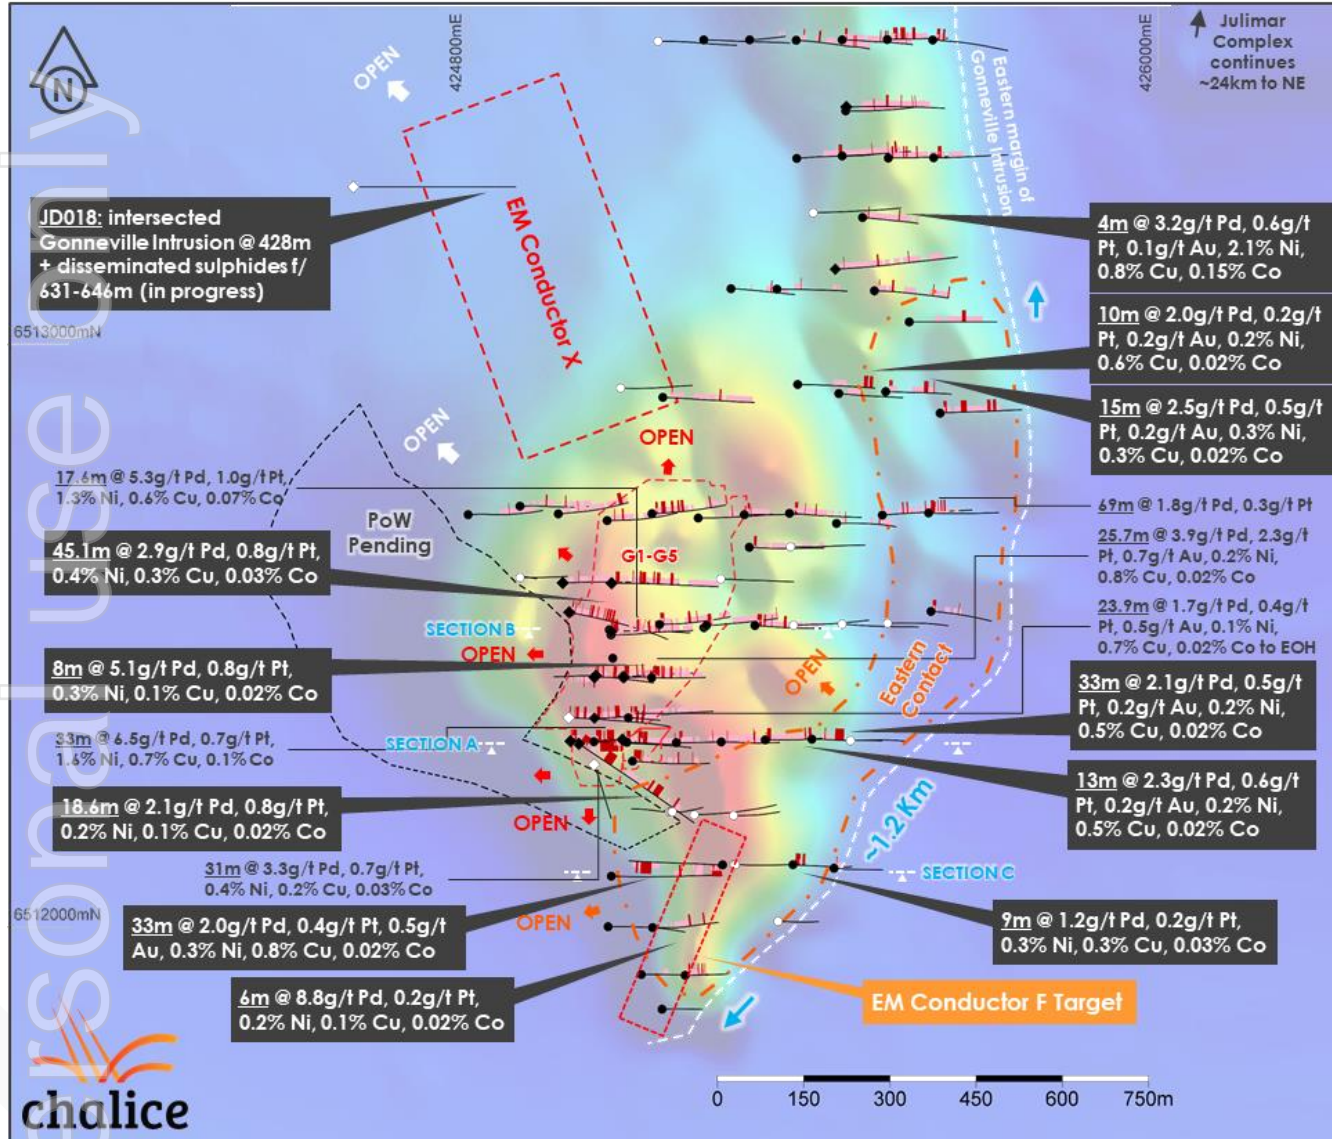 N
OPEN
424800mE
426000mE
Julimar
Complex
continues
~24km to NE
Eastern margin of
Gonneville Intrusion
JD018: intersected
Gonneville Intrusion @ 428m
+ disseminated sulphides f/
631-646m (in progress)
EM Conductor X
4m @ 3.2g/t Pd, 0.6g/t
Pt, 0.1g/t Au, 2.1% Ni,
0.8% Cu, 0.15% Co
6513000mN
10m @ 2.0g/t Pd, 0.2g/t
Pt, 0.2g/t Au, 0.2% Ni,
0.6% Cu, 0.02% Co
15m @ 2.5g/t Pd, 0.5g/t
Pt, 0.2g/t Au, 0.3% Ni,
0.3% Cu, 0.02% Co
OPEN
OPEN
17.6m @ 5.3g/t Pd, 1.0g/t Pt,
1.3% Ni, 0.6% Cu, 0.07% Co
PoW
Pending
69m @ 1.8g/t Pd, 0.3g/t Pt
45.1m @ 2.9g/t Pd, 0.8g/t Pt,
0.4% Ni, 0.3% Cu, 0.03% Co
G1-G5
25.7m @ 3.9g/t Pd, 2.3g/t
Pt, 0.7g/t Au, 0.2% Ni,
0.8% Cu, 0.02% Co
23.9m @ 1.7g/t Pd, 0.4g/t
Pt, 0.5g/t Au, 0.1% Ni,
0.7% Cu, 0.02% Co to EOH
SECTION B
OPEN
8m @ 5.1g/t Pd, 0.8g/t Pt,
0.3% Ni, 0.1% Cu, 0.02% Co
OPEN
Eastern
Contact
33m @ 2.1g/t Pd, 0.5g/t
Pt, 0.2g/t Au, 0.2% Ni,
0.5% Cu, 0.02% Co
33m @ 6.5g/t Pd, 0.7g/t Pt,
1.6% Ni, 0.7% Cu, 0.1% Co
SECTION A
13m @ 2.3g/t Pd, 0.6g/t
Pt, 0.2g/t Au, 0.2% Ni,
0.5% Cu, 0.02% Co
18.6m @ 2.1g/t Pd, 0.8g/t Pt,
0.2% Ni, 0.1% Cu, 0.02% Co
OPEN
~1.2 Km
31m @ 3.3g/t Pd, 0.7g/t Pt,
0.4% Ni, 0.2% Cu, 0.03% Co
SECTION C
6512000mN
33m @ 2.0g/t Pd, 0.4g/t Pt, 0.5g/t
Au, 0.3% Ni, 0.8% Cu, 0.02% Co
OPEN
9m @ 1.2g/t Pd, 0.2g/t Pt,
0.3% Ni, 0.3% Cu, 0.03% Co
6m @ 8.8g/t Pd, 0.2g/t Pt,
0.2% Ni, 0.1% Cu, 0.02% Co
EM Conductor F Target
chalice
0 150 300 450 600 750m
ersonal use only